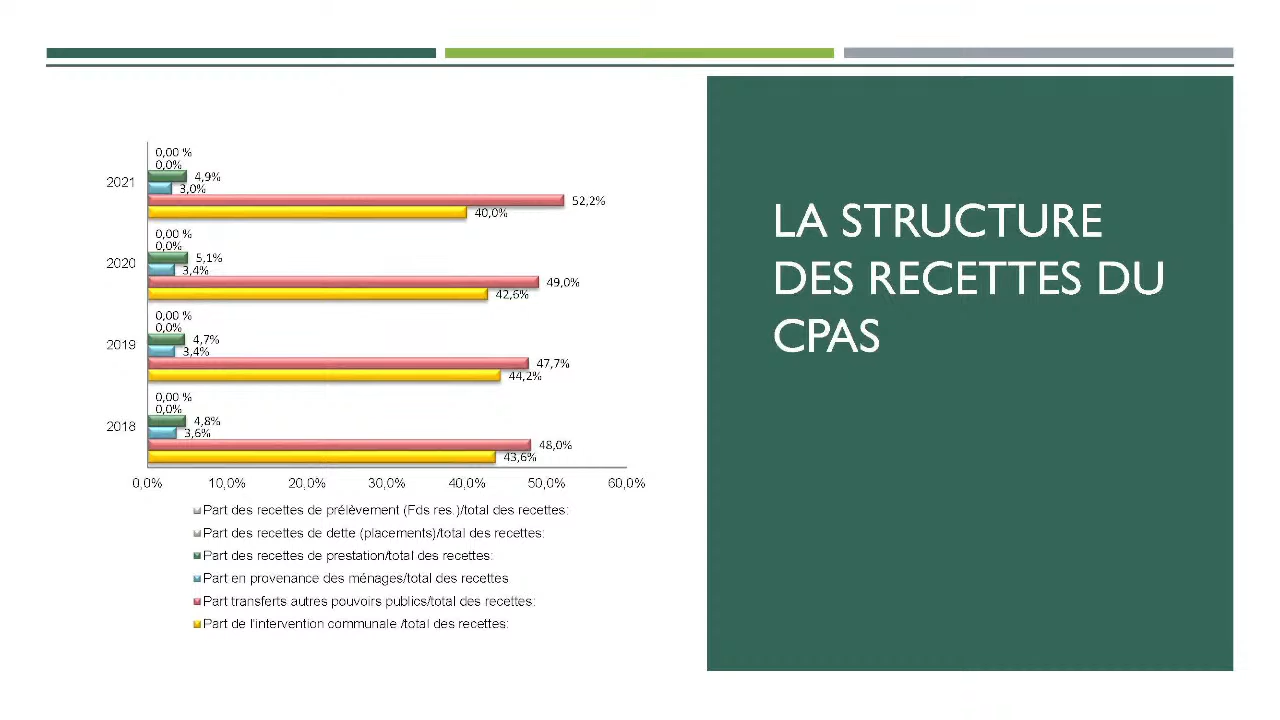 0,00 %
0,0%
4,9%
2021
3,0%
52,2%
40,0%
0,00 %
0,0%
5,1%
2020
3,4%
49,0%
42,6%
0,00 %
0,0%
4,7%
2019
3,4%
47,7%
44,2%
0,00 %
0,0%
4,8%
2018
3,6%
48,0%
43,6%
0,0% 10,0% 20,0% 30,0% 40,0% 50,0% 60,0%
Part des recettes de prélèvement (Fds res.)/total des recettes:
Part des recettes de dette (placements)/total des recettes:
Part des recettes de prestation/total des recettes:
Part en provenance des ménages/total des recettes
Part transferts autres pouvoirs publics/total des recettes:
Part de l'intervention communale /total des recettes:
LA STRUCTURE
DES RECETTES DU
CPAS